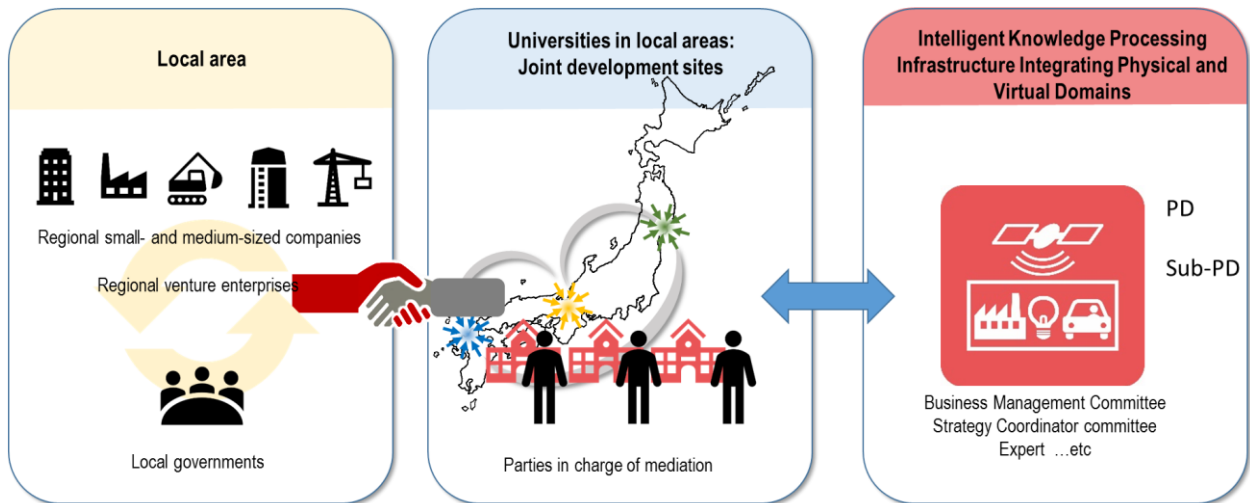 Local area
Regional small- and medium-sized companies
Regional venture enterprises
Local governments
Universities in local areas:
Joint development sites
Parties in charge of mediation
Intelligent Knowledge Processing
Infrastructure Integrating Physical and
Virtual Domains
PD
Sub-PD
Business Management Committee
Strategy Coordinator committee
Expert …etc